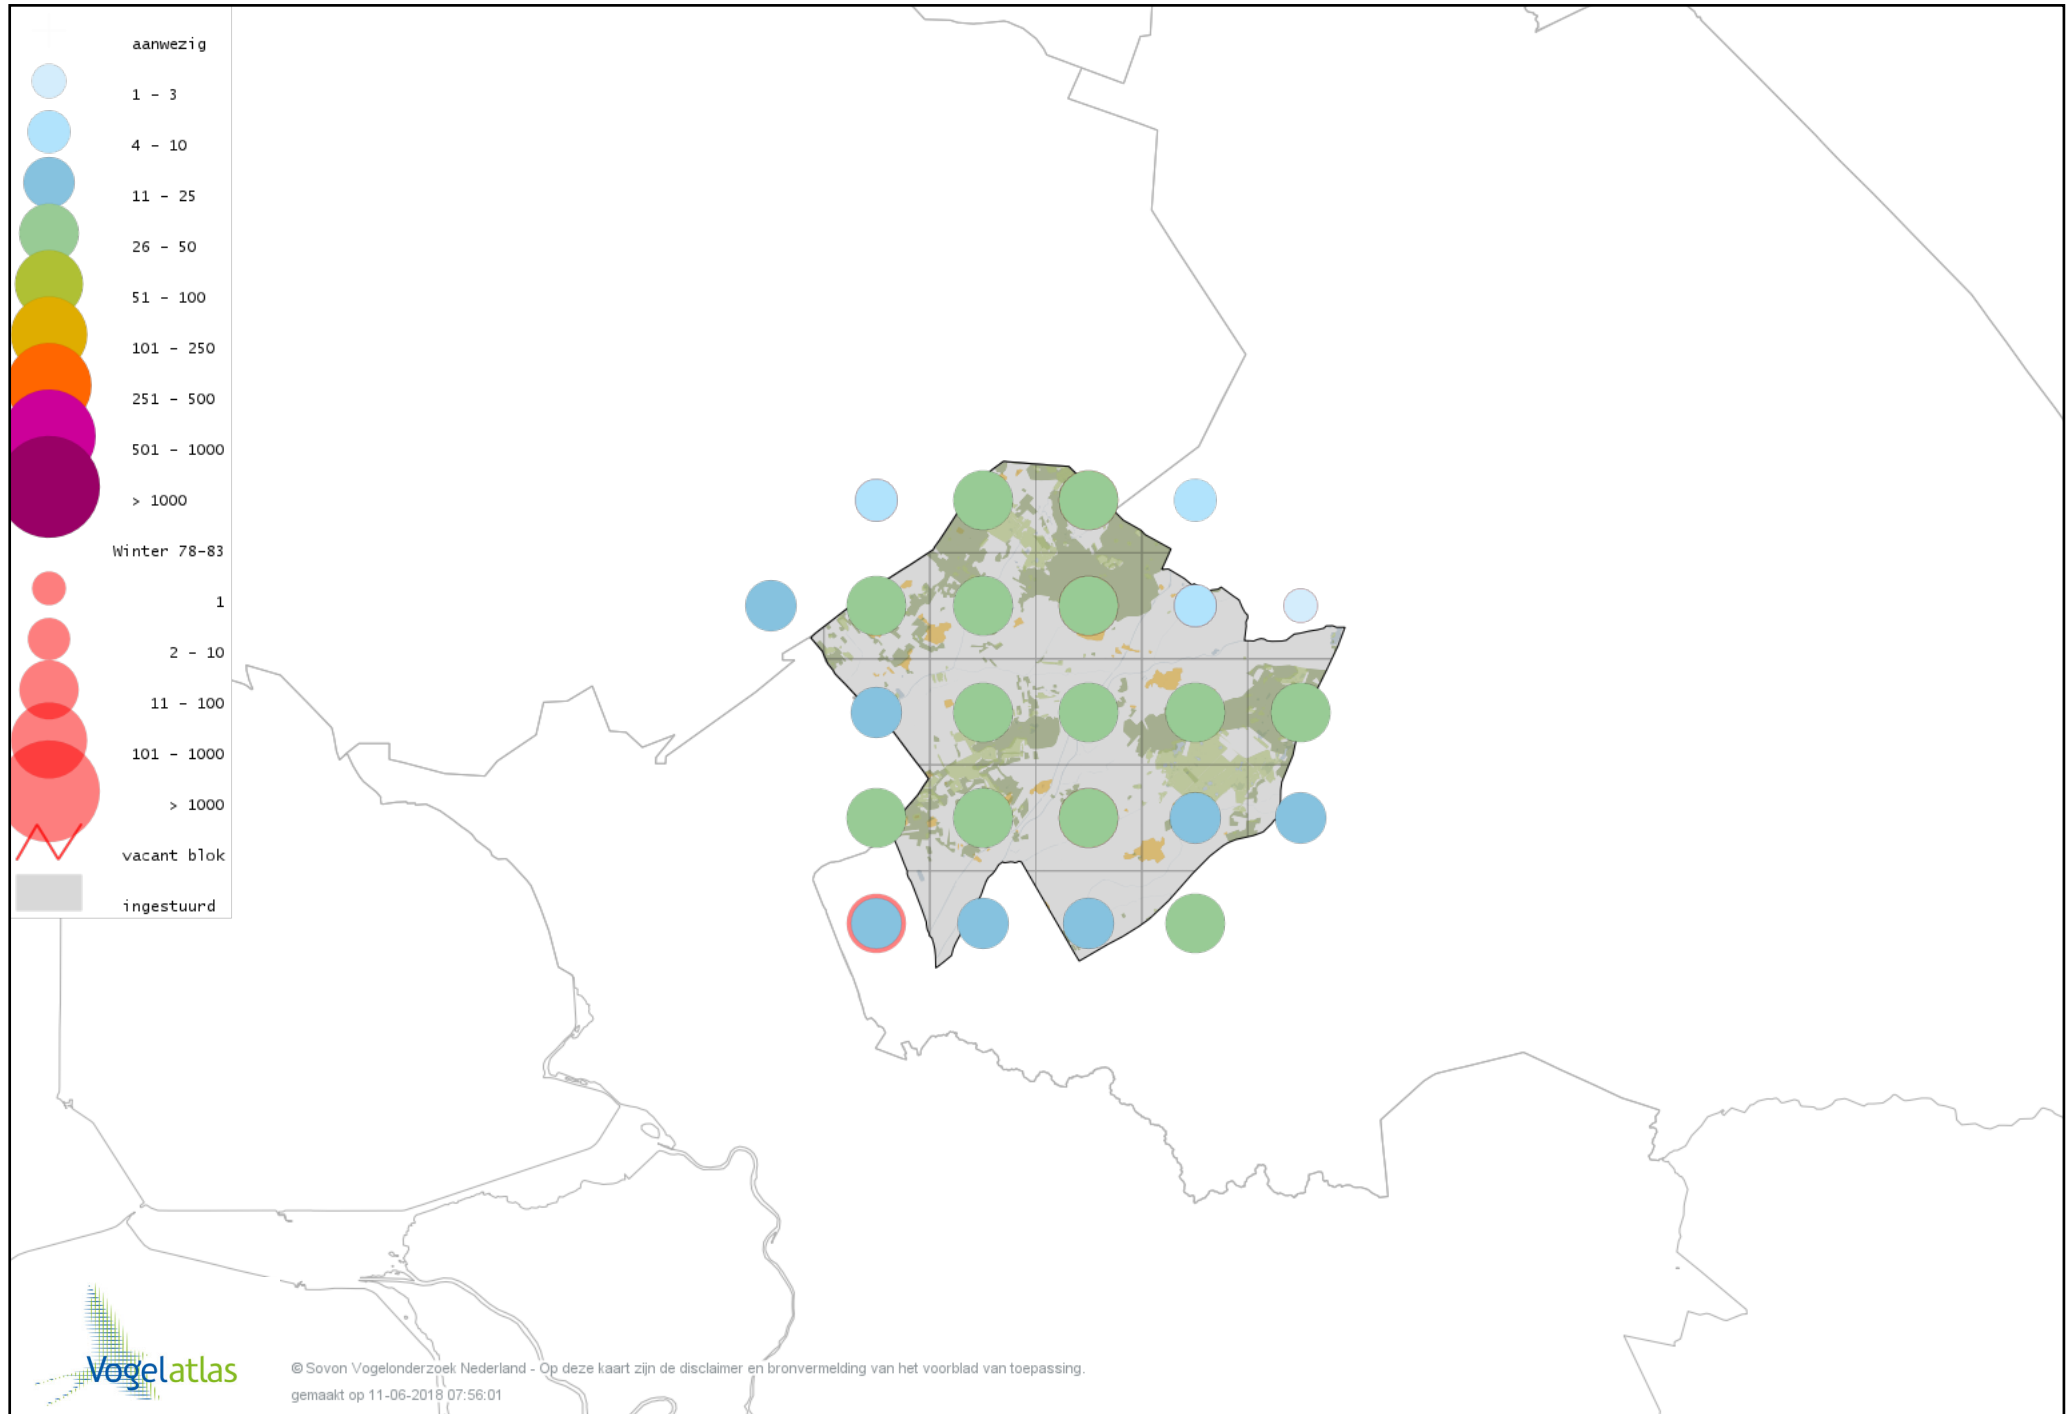 aanwezig
1 - 3
4 - 10
11 - 25
26 - 50
51 - 100
101 - 250
251 - 500
501 - 1000
> 1000
Winter 78-83
1
2 - 10
11 - 100
101 - 1000
> 1000
vacant blok
ingestuurd
Vogelatlas
© Sovon Vogelonderzoek Nederland - Op deze kaart zijn de disclaimer en bronvermelding van het voorblad van toepassing.
gemaakt op 11-06-2018 07:56:01